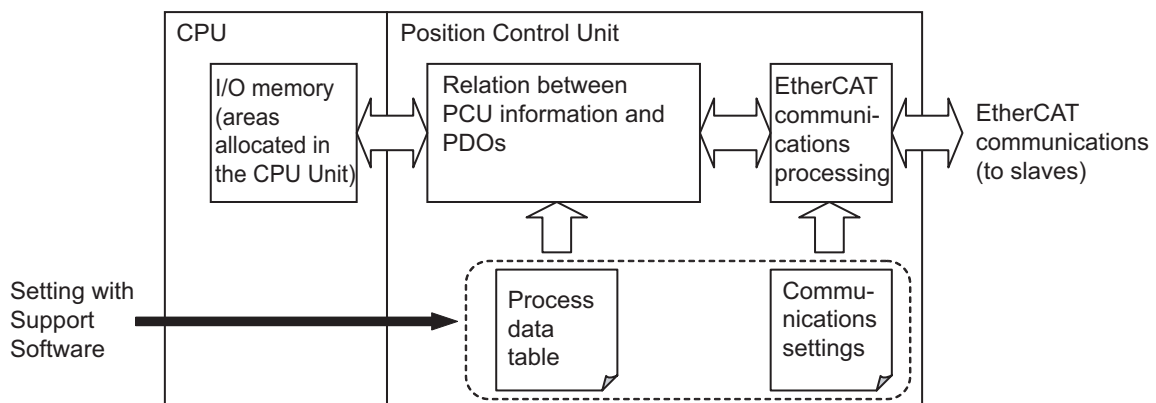 CPU
Position Control Unit
I/O memory
(areas
allocated in
the CPU Unit)
Relation between
PCU information and
PDOs
EtherCAT
communi-
cations
processing
EtherCAT
communications
(to slaves)
Setting with
Support
Software
Process
data
table
Commu-
nications
settings